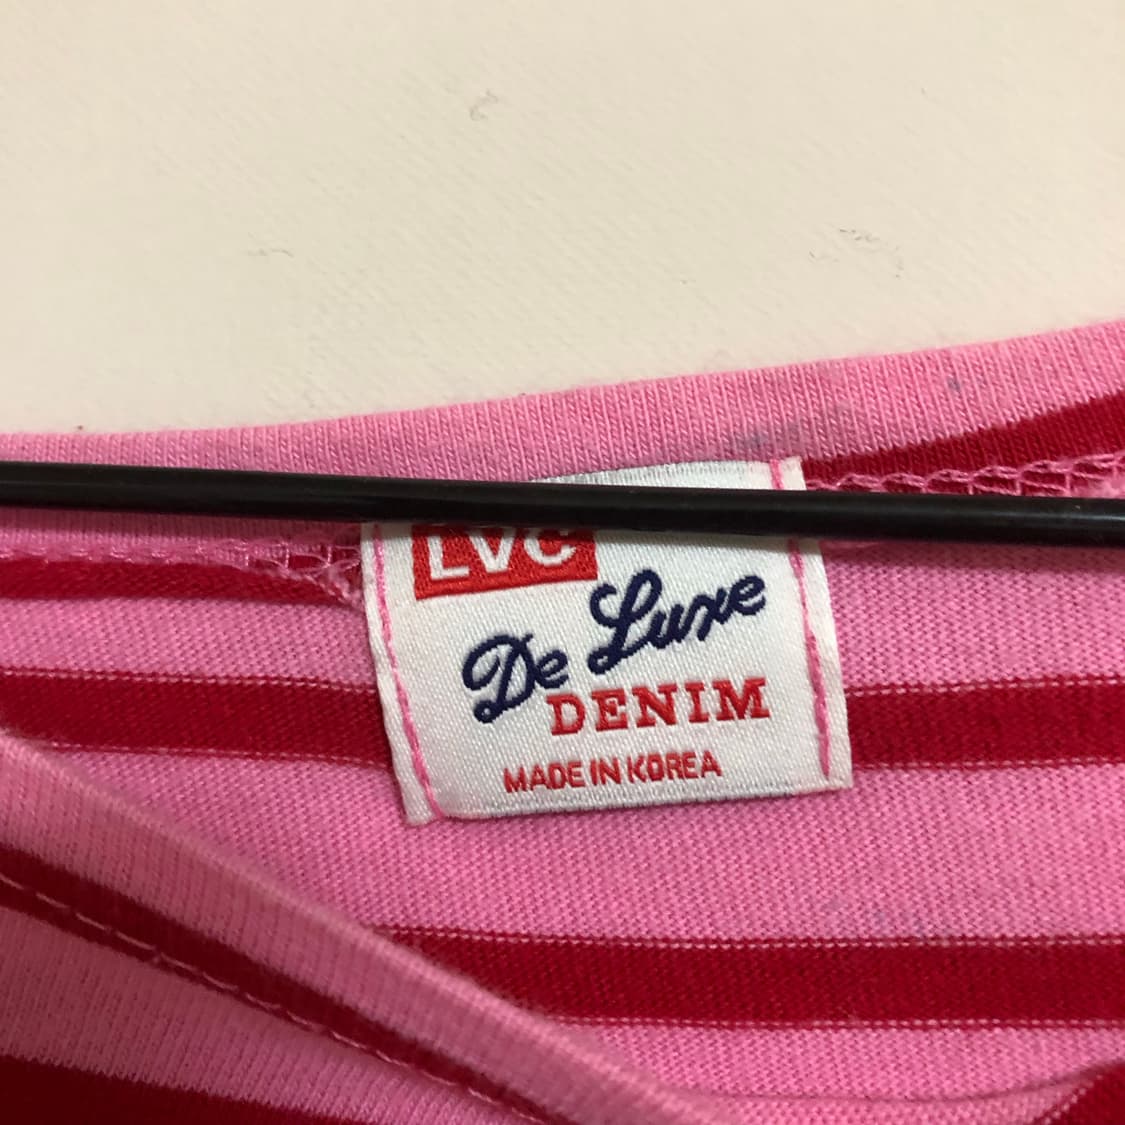 LVC
De Luxe
DENIM
MADE IN KOREA